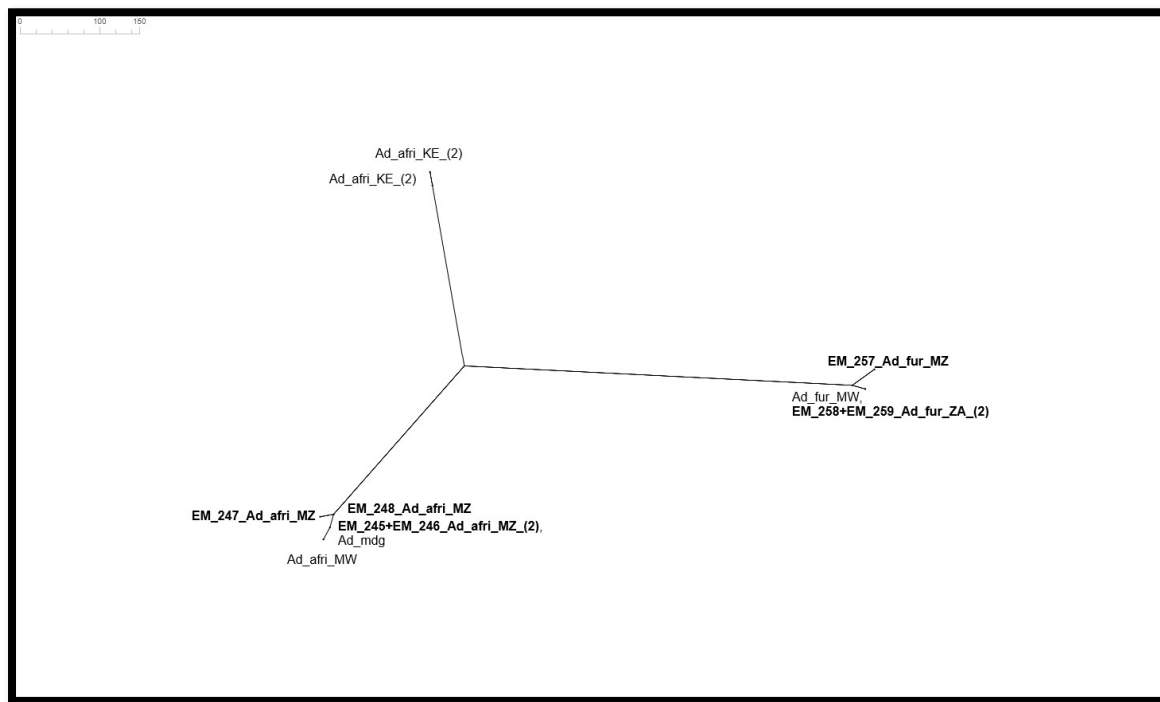 0 100 150
Ad_afri_KE_(2)
Ad_afri_KE_(2)
EM_257_Ad_fur_MZ
Ad_fur_MW,
EM_258+EM_259_Ad_fur_ZA_(2)
EM_247_Ad_afri_MZ
EM_248_Ad_afri_MZ
EM_245+EM_246_Ad_afri_MZ_(2),
Ad_mdg
Ad_afri_MW